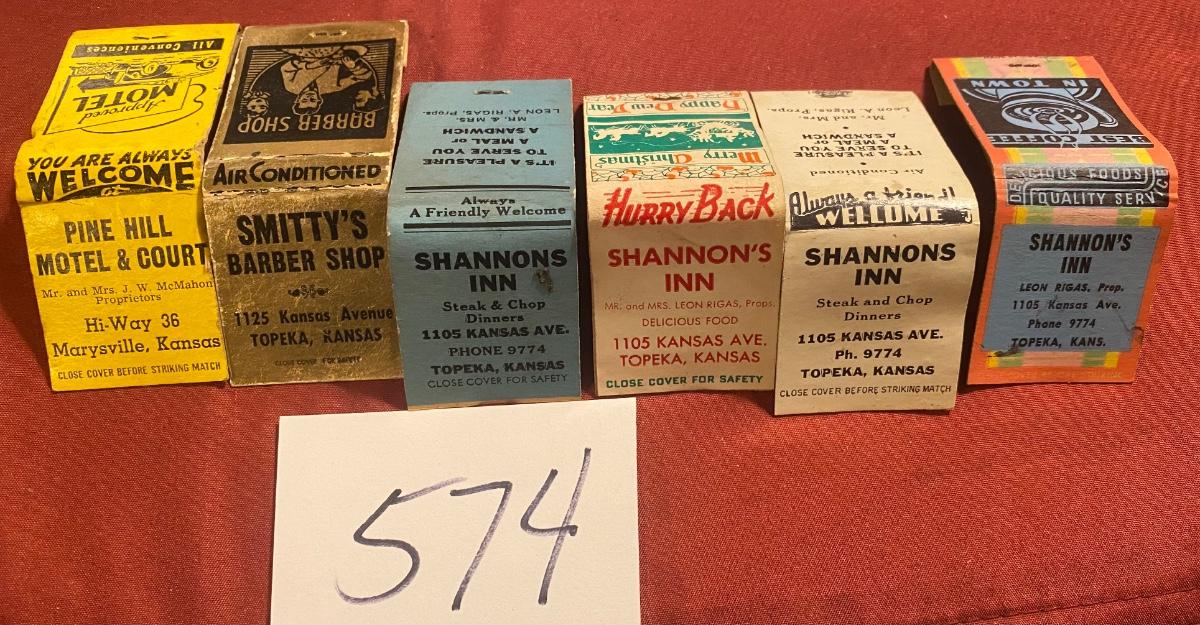 All Conveniences
Approved
MOTEL
YOU ARE ALWAYS
WELCOME
PINE HILL
MOTEL & COURT
Mr. and Mrs. J. W. McMahon
Proprietors
Hi-Way 36
Marysville, Kansas
CLOSE COVER BEFORE STRIKING MATCH
BARBER SHOP
AIR CONDITIONED
SMITTY'S
BARBER SHOP
1125 Kansas Avenue
TOPEKA, KANSAS
CLOSE COVER FOR SAFETY
MR. & MRS.
LEON A. RIGAS, Props.
IT'S A PLEASURE
TO SERVE YOU
A MEAL or
A SANDWICH
Always
A Friendly Welcome
SHANNONS
INN
Steak & Chop
Dinners
1105 KANSAS AVE.
PHONE 9774
TOPEKA, KANSAS
CLOSE COVER FOR SAFETY
Merry Christmas
Happy New Year
HURRY BACK
SHANNON'S
INN
MR. and MRS. LEON RIGAS, Props.
DELICIOUS FOOD
1105 KANSAS AVE.
TOPEKA, KANSAS
CLOSE COVER FOR SAFETY
Air Conditioned
IT'S A PLEASURE
TO SERVE YOU
A MEAL or
A SANDWICH
Mr. and Mrs.
Leon A. Rigas, Props.
Always a friendly
WELCOME
SHANNONS
INN
Steak and Chop
Dinners
1105 KANSAS AVE.
Ph. 9774
TOPEKA, KANSAS
CLOSE COVER BEFORE STRIKING MATCH
BEST COFFEE
IN TOWN
DELICIOUS FOODS
QUALITY SERVICE
SHANNON'S
INN
LEON RIGAS, Prop.
1105 Kansas Ave.
Phone 9774
TOPEKA, KANS.
574